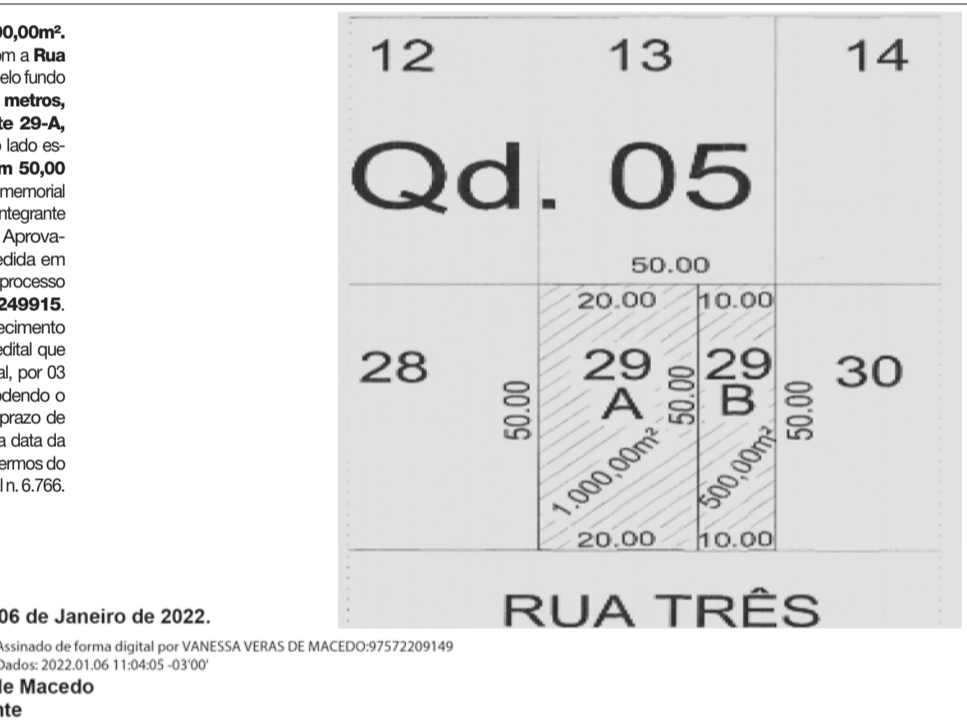 00,00m².
om a Rua
elo fundo
metros,
te 29-A,
o lado es-
m 50,00
memorial
ntegrante
Aprova-
edida em
processo
249915.
ecimento
edital que
al, por 03
odendo o
prazo de
a data da
ermos do
l n. 6.766.
06 de Janeiro de 2022.
Assinado de forma digital por VANESSA VERAS DE MACEDO:97572209149
Dados: 2022.01.06 11:04:05 -03'00'
de Macedo
nte
12 13 14
Qd. 05
50.00
20.00 10.00
28 29 A 29 B 30
50.00 50.00 50.00
1.000,00m² 500,00m²
20.00 10.00
RUA TRÊS